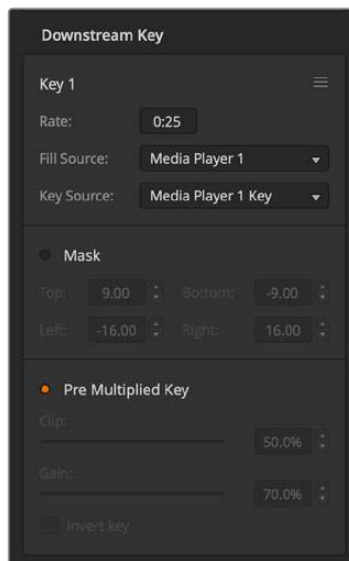 Downstream Key
Key 1
Rate: 0:25
Fill Source: Media Player 1
Key Source: Media Player 1 Key
Mask
Top: 9.00 Bottom: -9.00
Left: -16.00 Right: 16.00
Pre Multiplied Key
Clip:
50.0%
Gain:
70.0%
Invert key